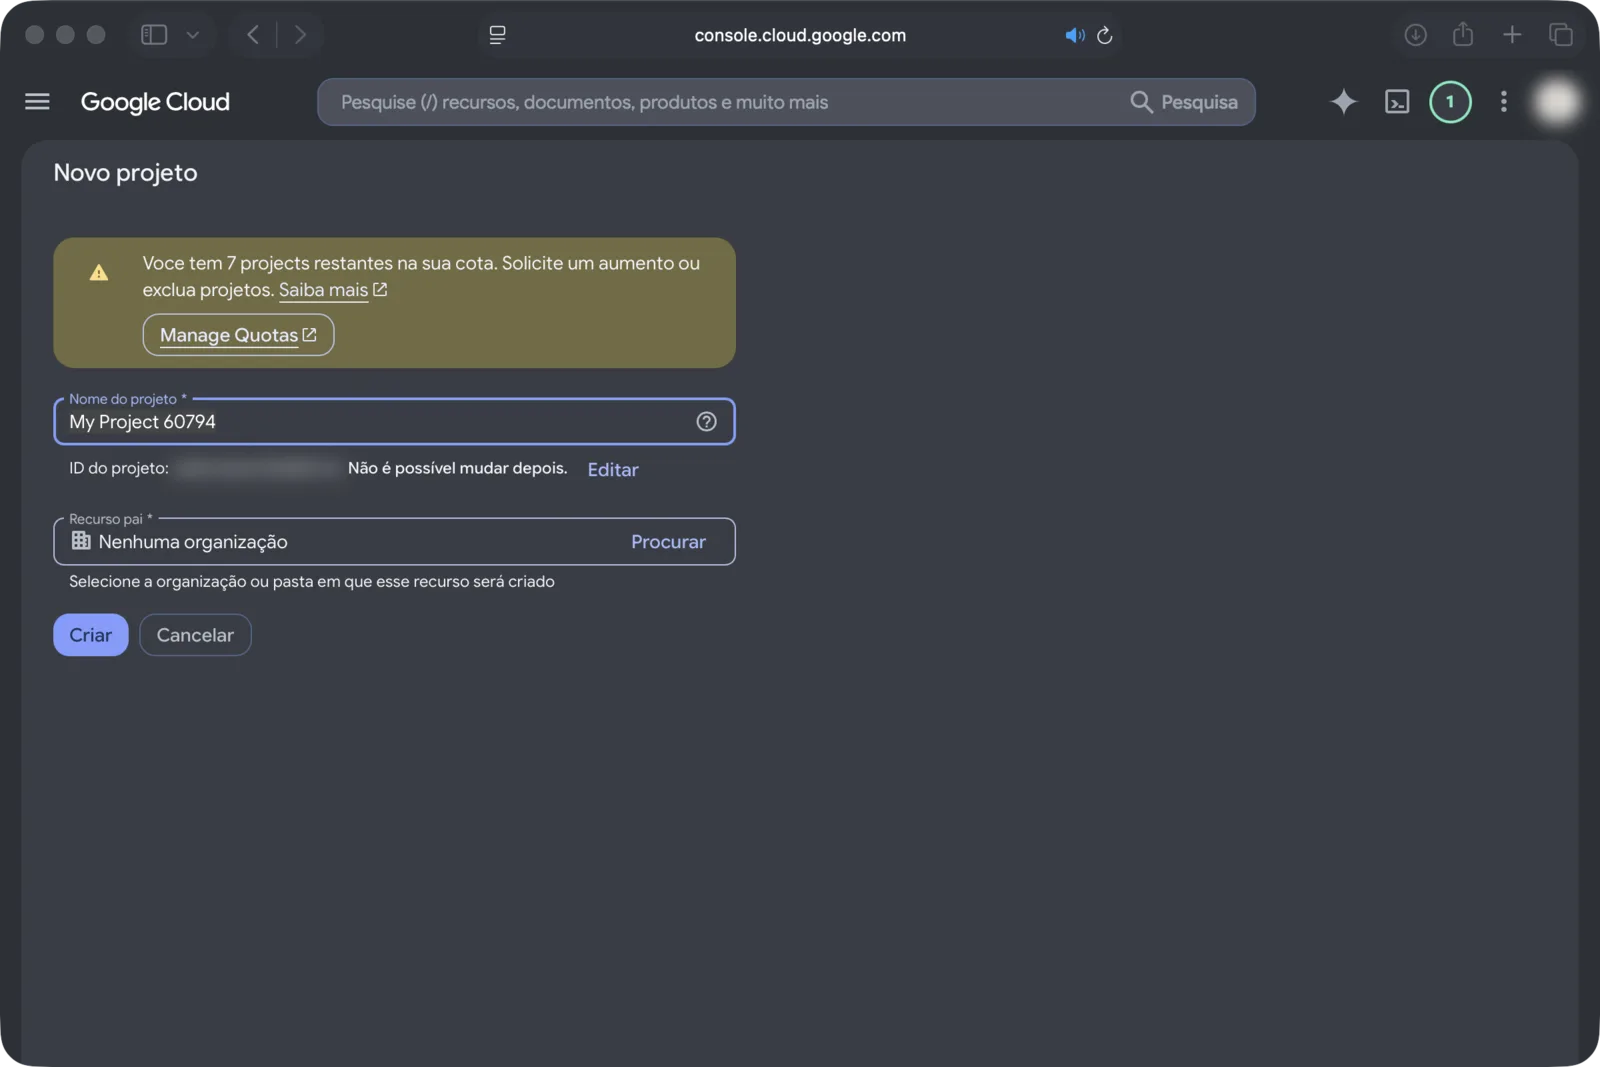 console.cloud.google.com
Google Cloud
Pesquise (/) recursos, documentos, produtos e muito mais
Pesquisa
1
Novo projeto
Voce tem 7 projects restantes na sua cota. Solicite um aumento ou
exclua projetos. Saiba mais
Manage Quotas
Nome do projeto *
My Project 60794
ID do projeto: Não é possível mudar depois. Editar
Recurso pai *
Nenhuma organização
Procurar
Selecione a organização ou pasta em que esse recurso será criado
Criar
Cancelar